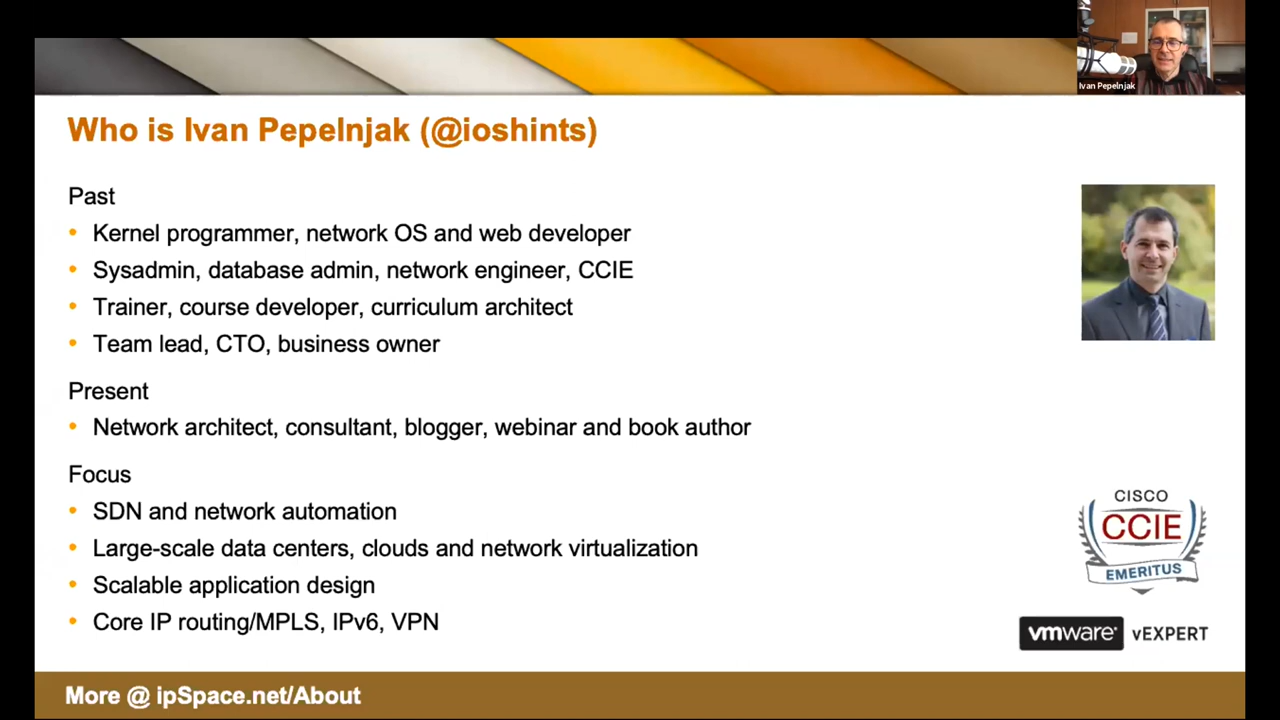 Ivan Pepelnjak
Who is Ivan Pepelnjak (@ioshints)
Past
• Kernel programmer, network OS and web developer
• Sysadmin, database admin, network engineer, CCIE
• Trainer, course developer, curriculum architect
• Team lead, CTO, business owner
Present
• Network architect, consultant, blogger, webinar and book author
Focus
• SDN and network automation
• Large-scale data centers, clouds and network virtualization
• Scalable application design
• Core IP routing/MPLS, IPv6, VPN
CISCO
CCIE
EMERITUS
vmware vEXPERT
More @ ipSpace.net/About